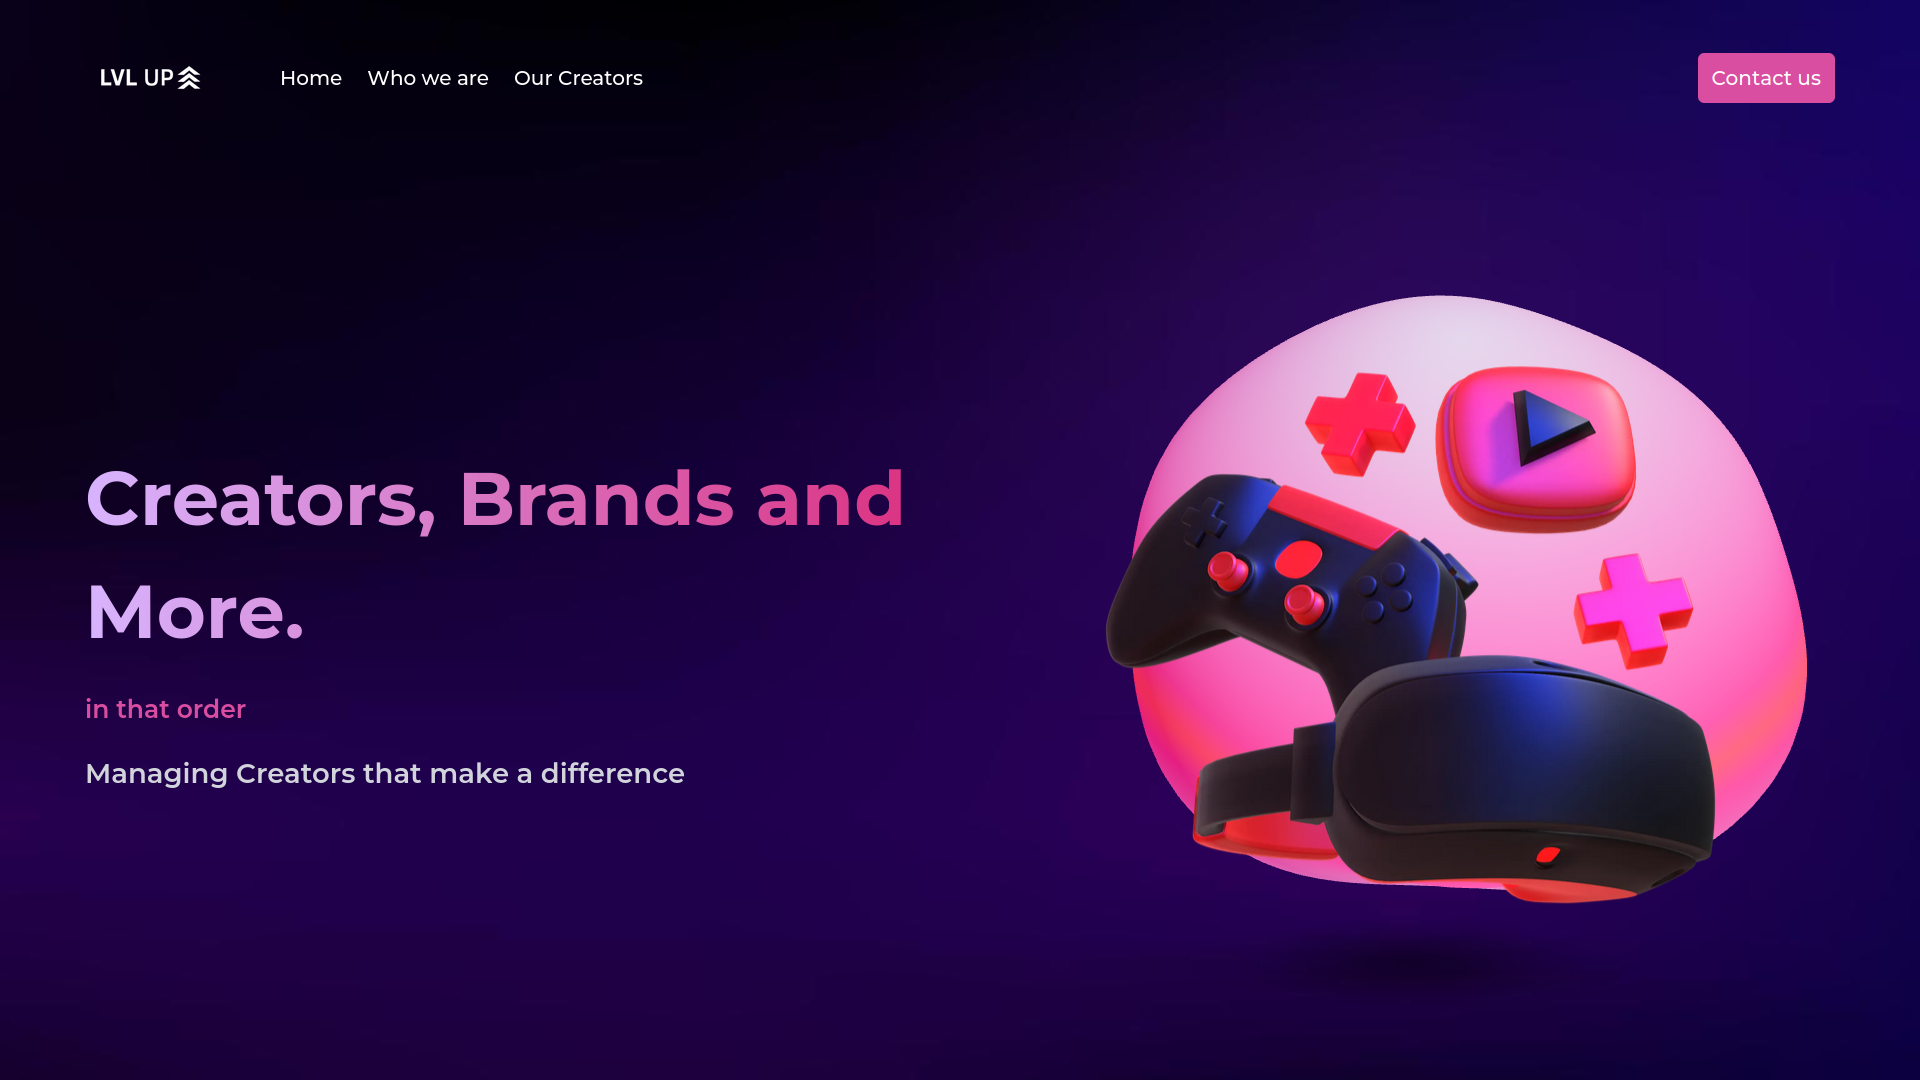 LVL UP
Home
Who we are
Our Creators
Contact us
Creators, Brands and
More.
in that order
Managing Creators that make a difference